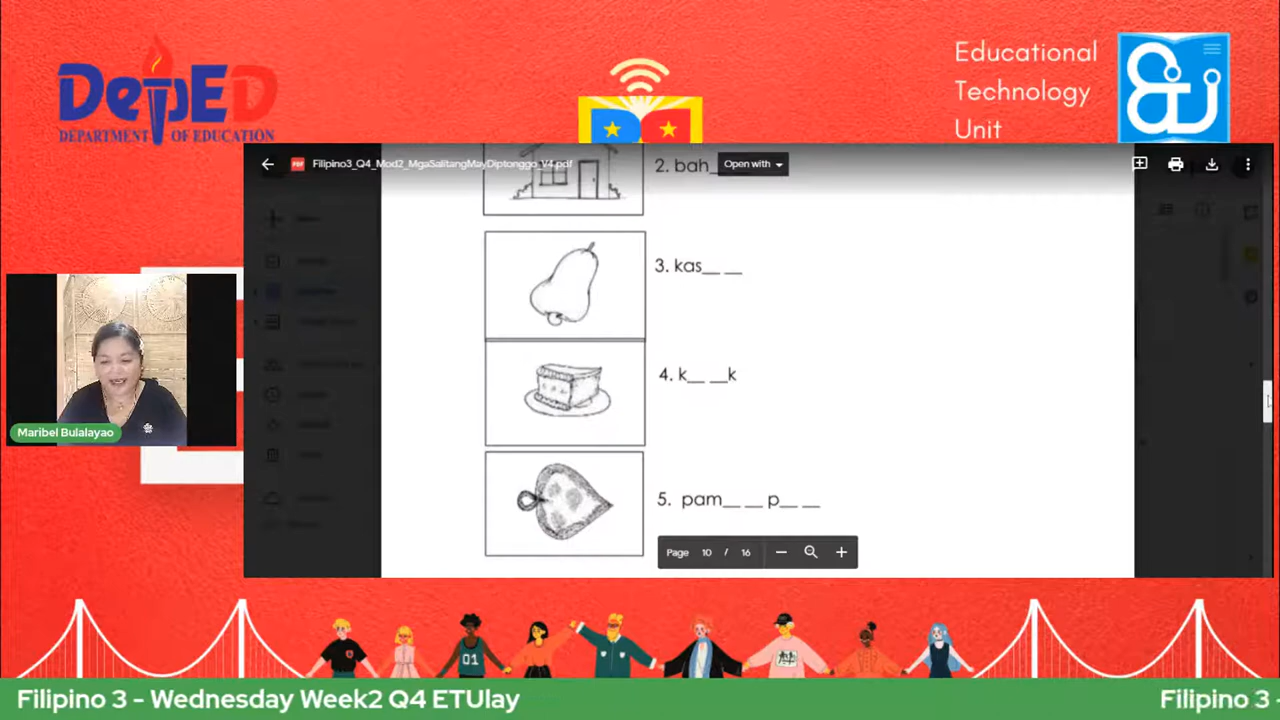 DepED
DEPARTMENT OF EDUCATION
Educational
Technology
Unit
Filipino3_Q4_Mod2_MgaSalitangMayDiptonggo_V4.pdf
Open with
2. bah_
3. kas__ __
4. k__ __k
5. pam__ __ p__ __
Page 10 / 16
Maribel Bulalayao
01
Filipino 3 - Wednesday Week2 Q4 ETUlay
Filipino 3 -